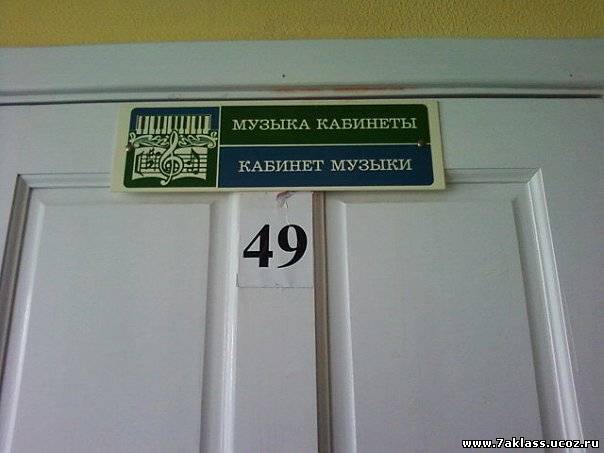 МУЗЫКА КАБИНЕТЫ
КАБИНЕТ МУЗЫКИ
49
www.7aklass.ucoz.ru